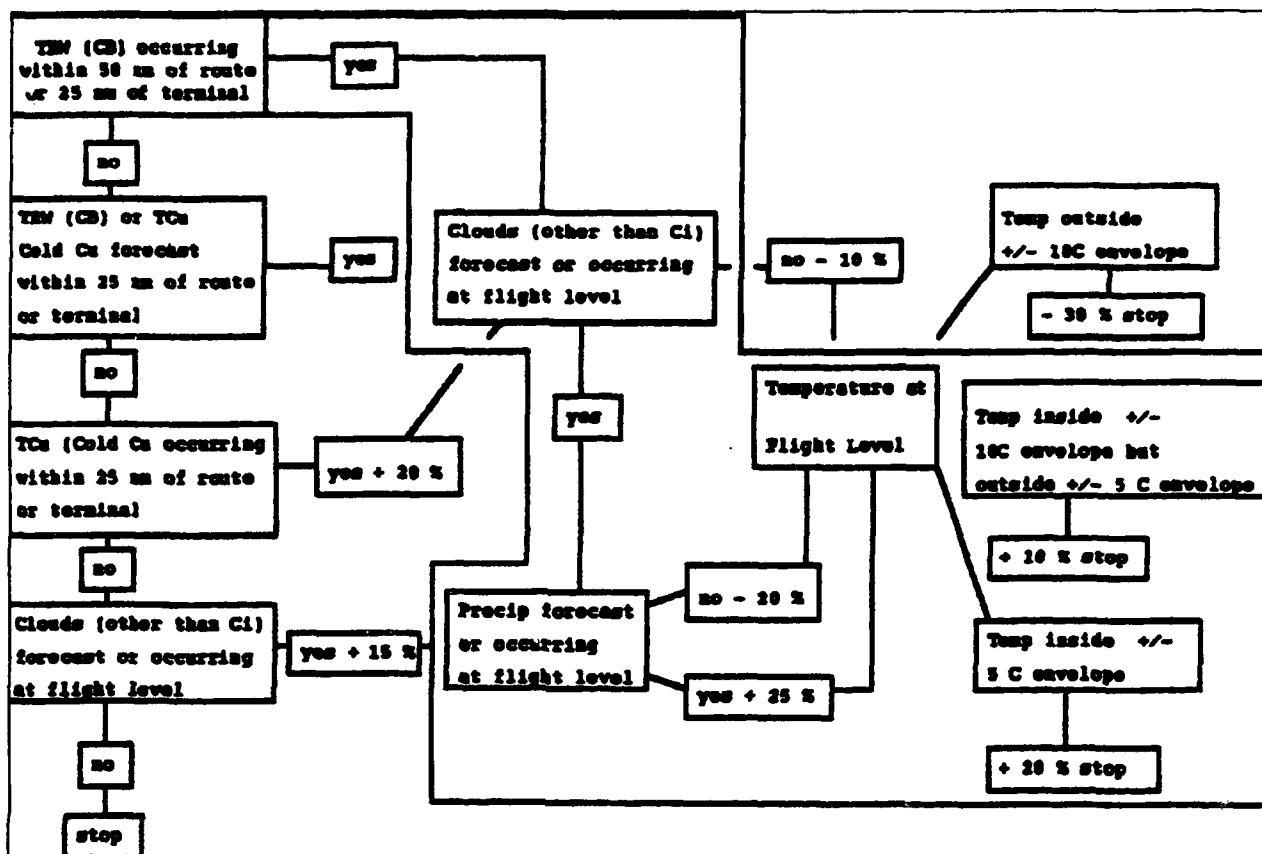 TSW (CB) occurring
within 50 nm of route
or 25 nm of terminal
yes
no
TSW (CB) or TCu
Cold Cu forecast
within 25 nm of route
or terminal
yes
no
TCu (Cold Cu occurring
within 25 nm of route
or terminal
yes + 20 %
no
Clouds (other than Ci)
forecast or occurring
at flight level
yes + 15 %
no
stop
Clouds (other than Ci)
forecast or occurring
at flight level
no - 10 %
yes
Precip forecast
or occurring
at flight level
no - 20 %
yes + 25 %
Temperature at
Flight Level
Temp outside
+/- 10C envelope
- 30 % stop
Temp inside +/-
10C envelope but
outside +/- 5 C envelope
+ 10 % stop
Temp inside +/-
5 C envelope
+ 20 % stop